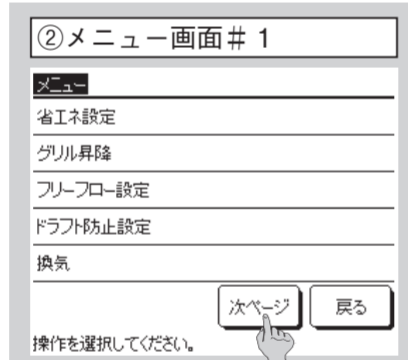 ②メニュー画面＃１
メニュー
省エネ設定
グリル昇降
フリーフロー設定
ドラフト防止設定
換気
次ページ 戻る
操作を選択してください。